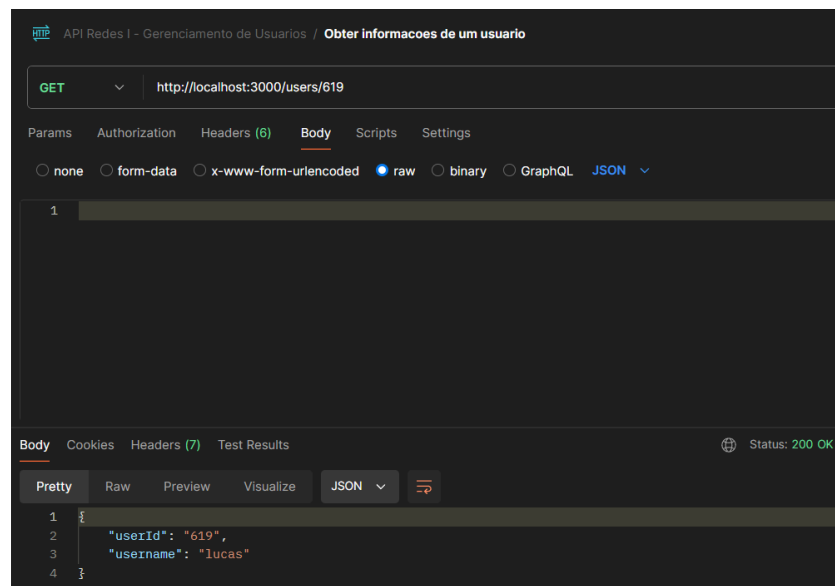 HTTP API Redes I - Gerenciamento de Usuarios / Obter informacoes de um usuario
GET http://localhost:3000/users/619
Params Authorization Headers (6) Body Scripts Settings
none form-data x-www-form-urlencoded raw binary GraphQL JSON
1
Body Cookies Headers (7) Test Results Status: 200 OK
Pretty Raw Preview Visualize JSON
1 {
2 "userId": "619",
3 "username": "lucas"
4 }